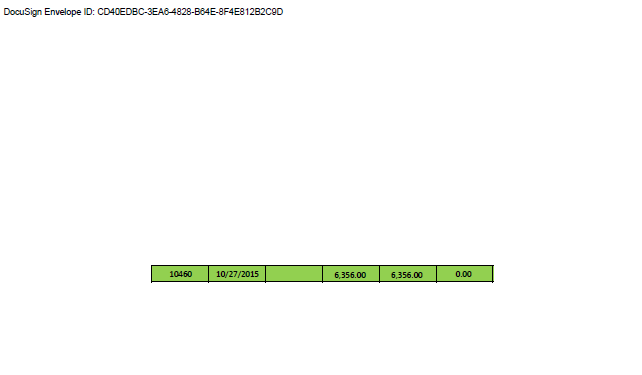 DocuSign Envelope ID: CD40EDBC-3EA6-4828-B64E-8F4E812B2C9D
10460 10/27/2015 6,356.00 6,356.00 0.00